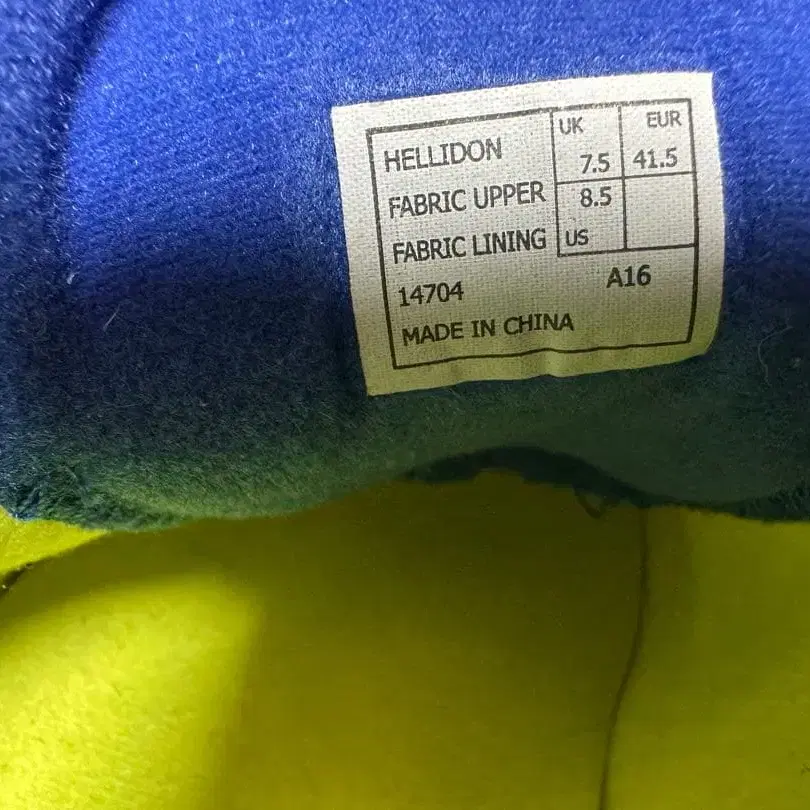 HELLIDON
FABRIC UPPER
FABRIC LINING
14704
MADE IN CHINA
UK EUR
7.5 41.5
8.5
US
A16